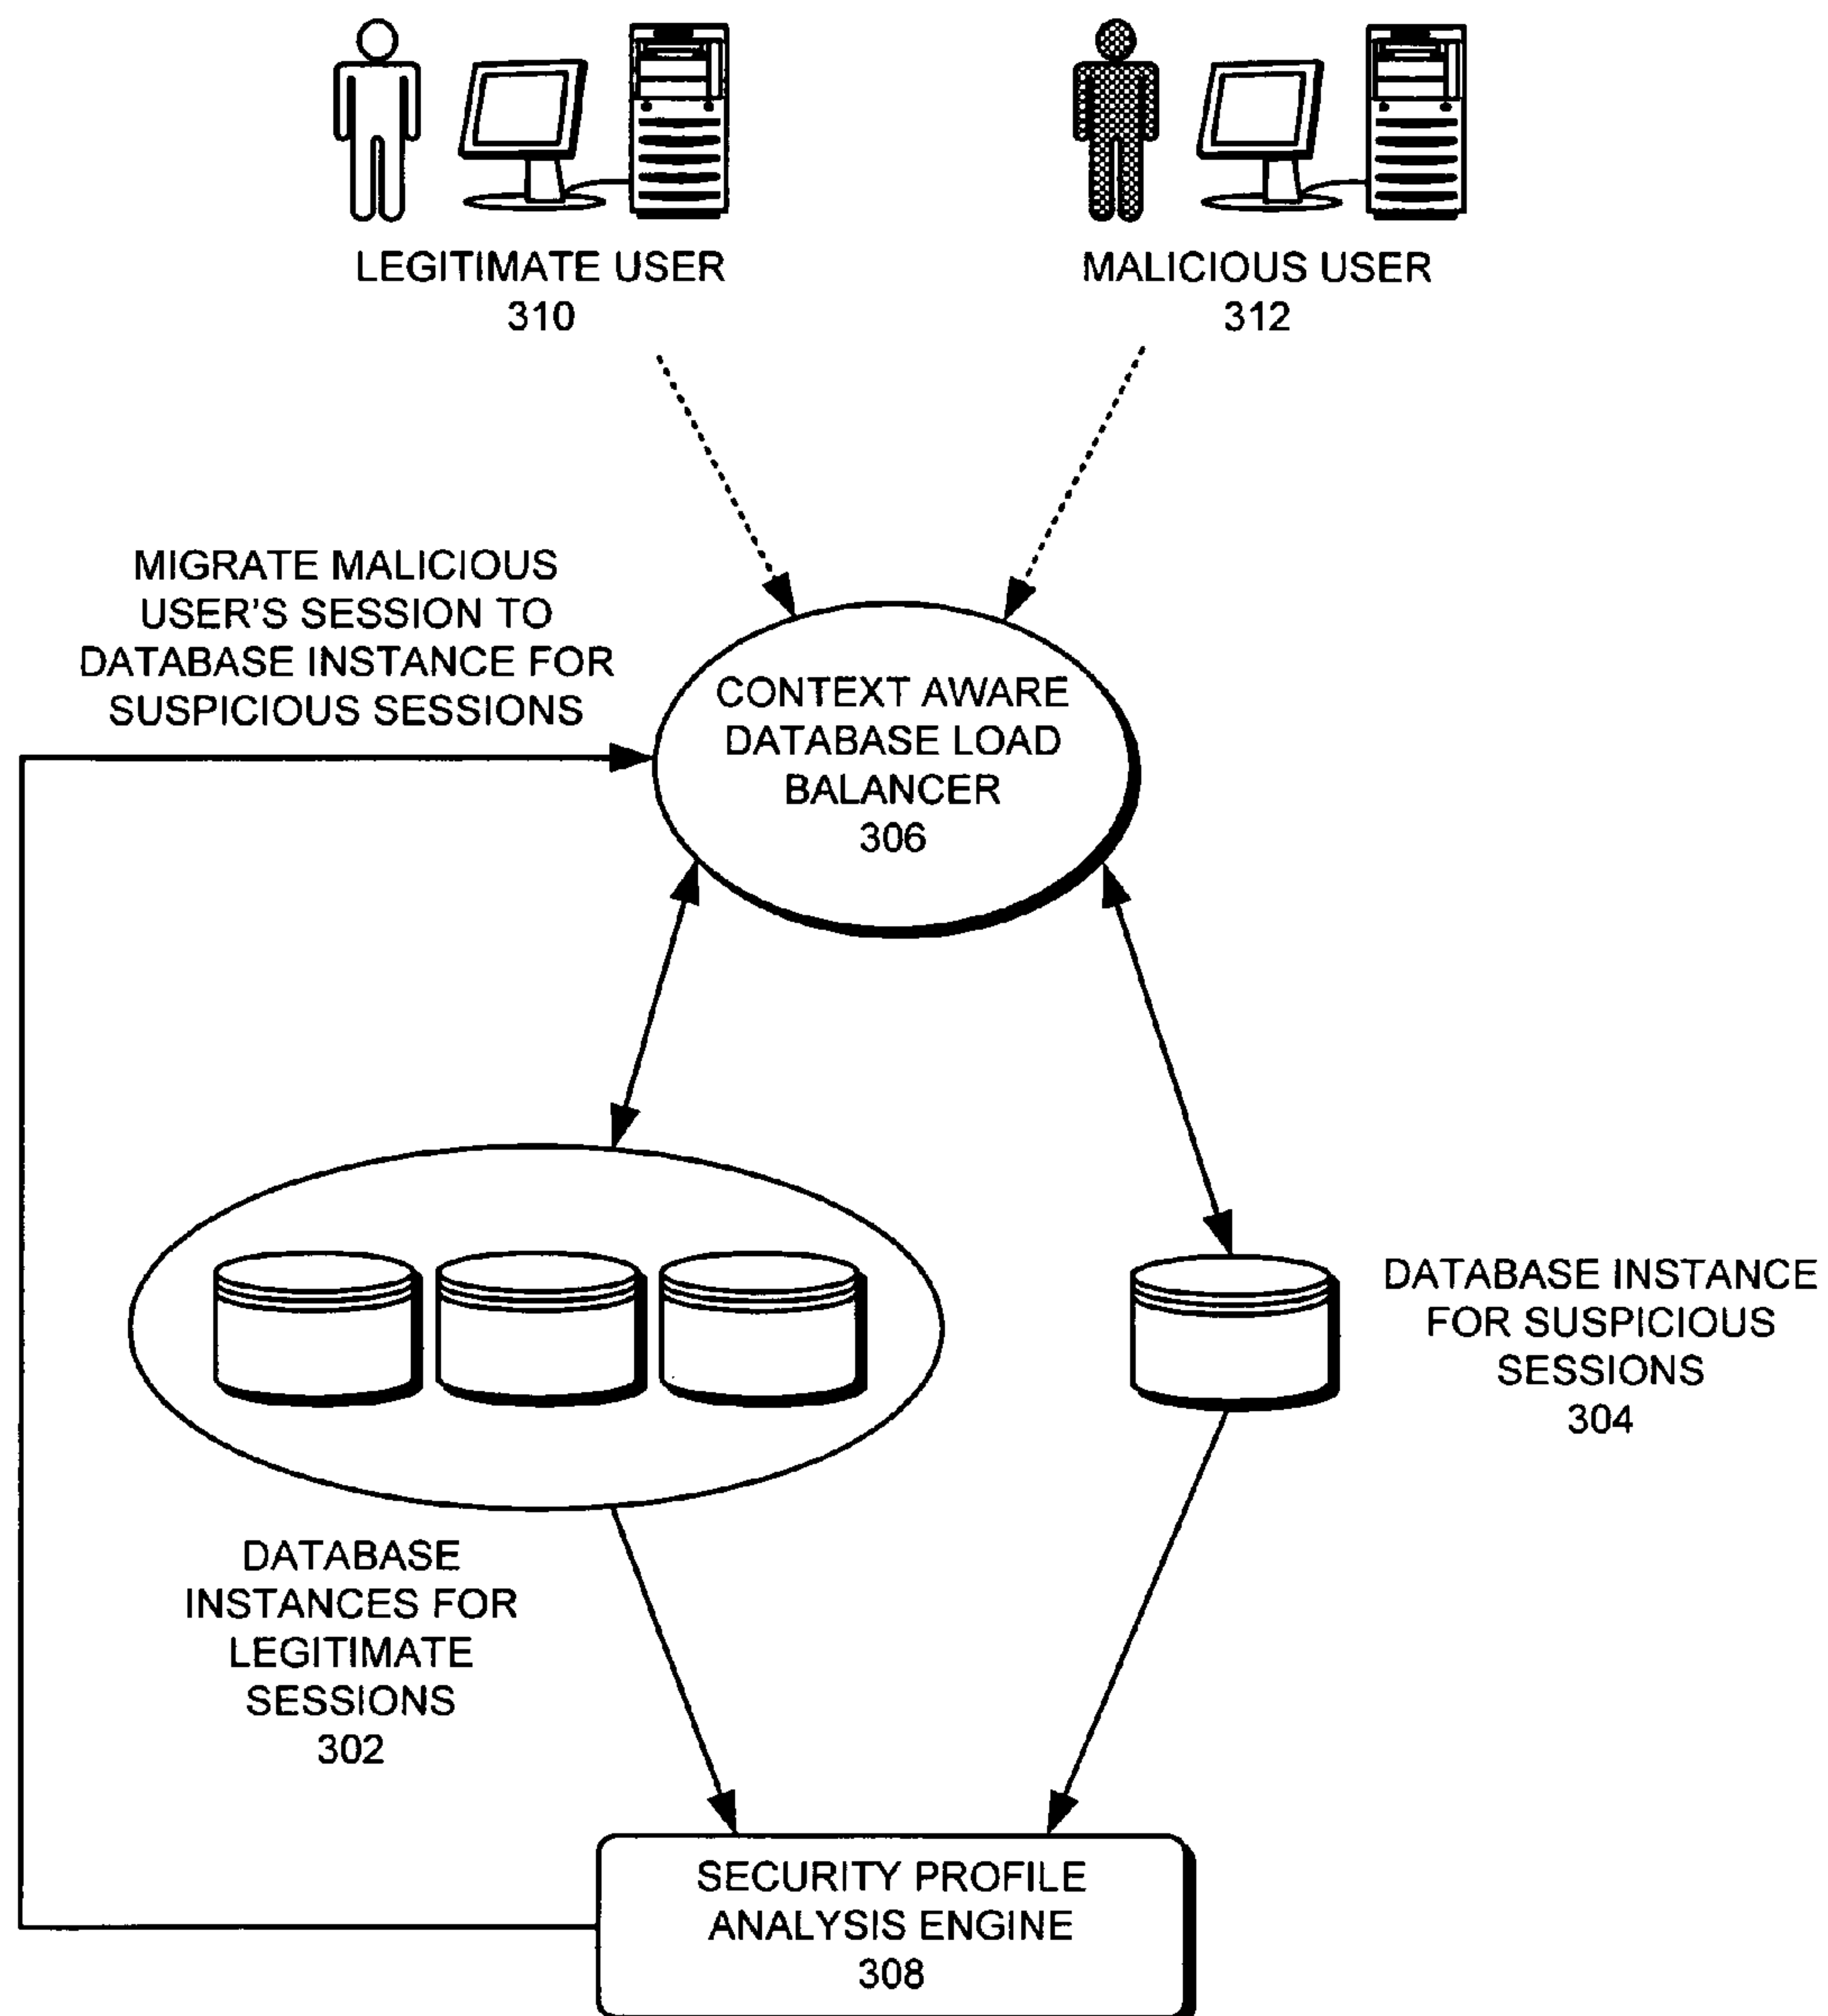 LEGITIMATE USER
310
MALICIOUS USER
312
MIGRATE MALICIOUS
USER'S SESSION TO
DATABASE INSTANCE FOR
SUSPICIOUS SESSIONS
CONTEXT AWARE
DATABASE LOAD
BALANCER
306
DATABASE INSTANCE
FOR SUSPICIOUS
SESSIONS
304
DATABASE
INSTANCES FOR
LEGITIMATE
SESSIONS
302
SECURITY PROFILE
ANALYSIS ENGINE
308